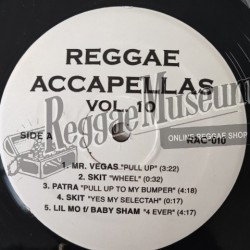 REGGAE
ACCAPELLAS
VOL. 10
ReggaeMuseum
ONLINE REGGAE SHOP
SIDE A
RAC-010
1. MR. VEGAS "PULL UP" (3:22)
2. SKIT "WHEEL" (0:32)
3. PATRA "PULL UP TO MY BUMPER" (4:18)
4. SKIT "YES MY SELECTAH" (0:17)
5. LIL MO f/ BABY SHAM "4 EVER" (4:17)